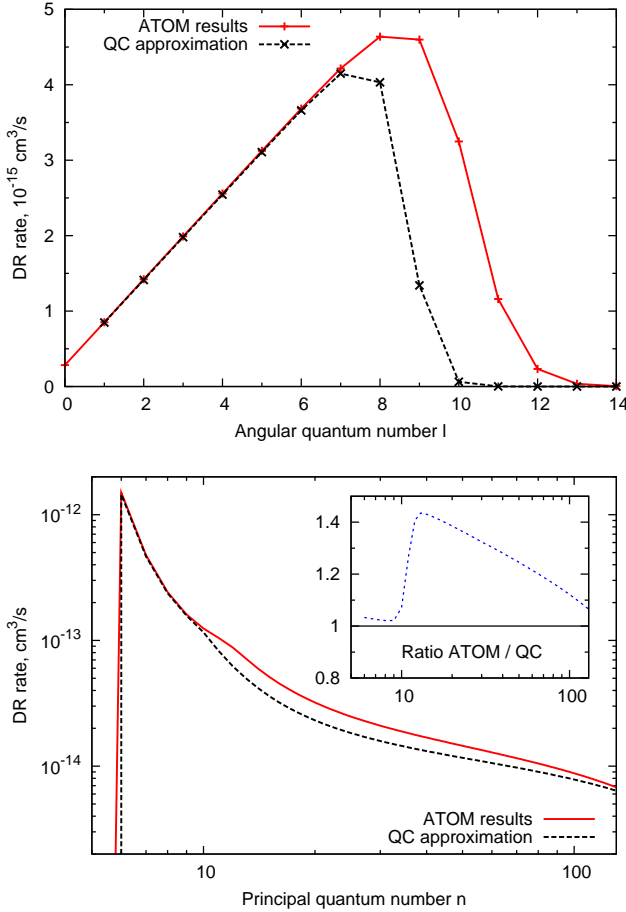 5
4
3
2
1
0
DR rate, 10⁻¹⁵ cm³/s
ATOM results
QC approximation
0 2 4 6 8 10 12 14
Angular quantum number l
10⁻¹²
10⁻¹³
10⁻¹⁴
DR rate, cm³/s
1.4
1.2
1
0.8
Ratio ATOM / QC
10 100
ATOM results
QC approximation
10 100
Principal quantum number n